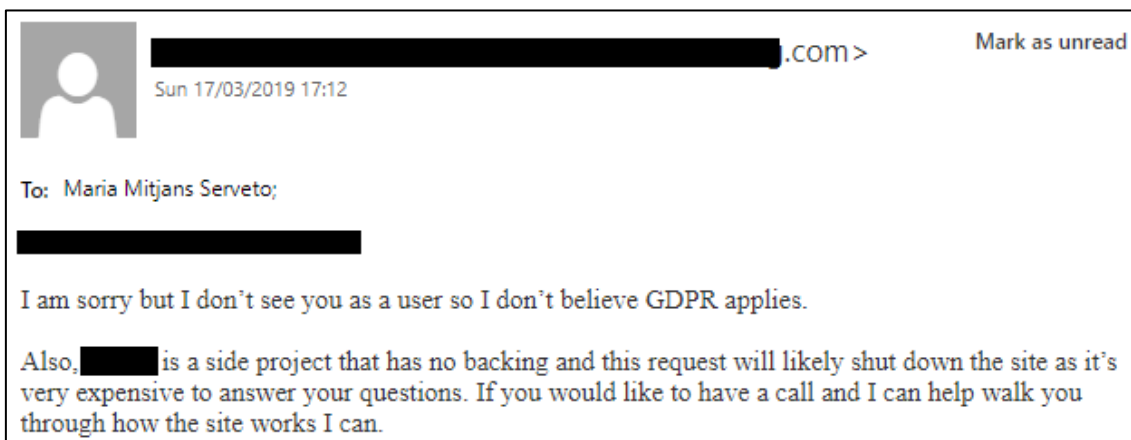 .com>
Mark as unread
Sun 17/03/2019 17:12
To: Maria Mitjans Serveto;
I am sorry but I don’t see you as a user so I don’t believe GDPR applies.
Also, is a side project that has no backing and this request will likely shut down the site as it’s
very expensive to answer your questions. If you would like to have a call and I can help walk you
through how the site works I can.